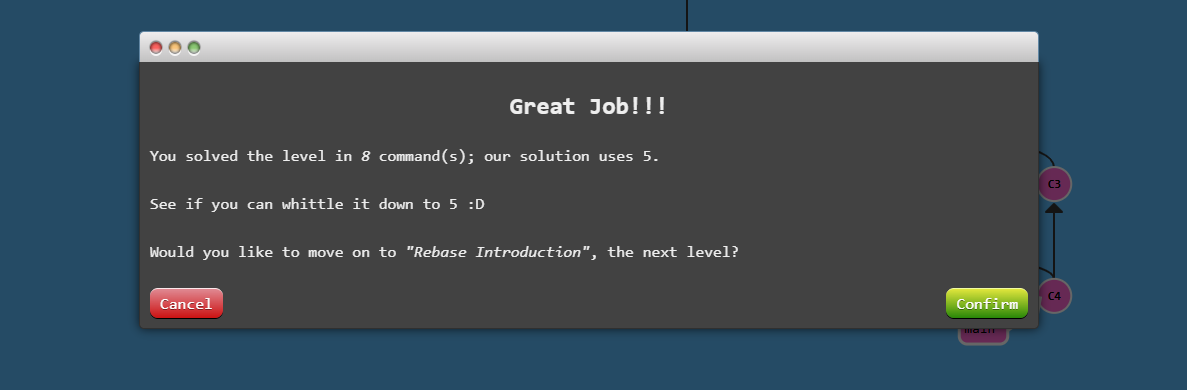 Great Job!!!
You solved the level in 8 command(s); our solution uses 5.
See if you can whittle it down to 5 :D
Would you like to move on to "Rebase Introduction", the next level?
Cancel
Confirm
C3
C4
main